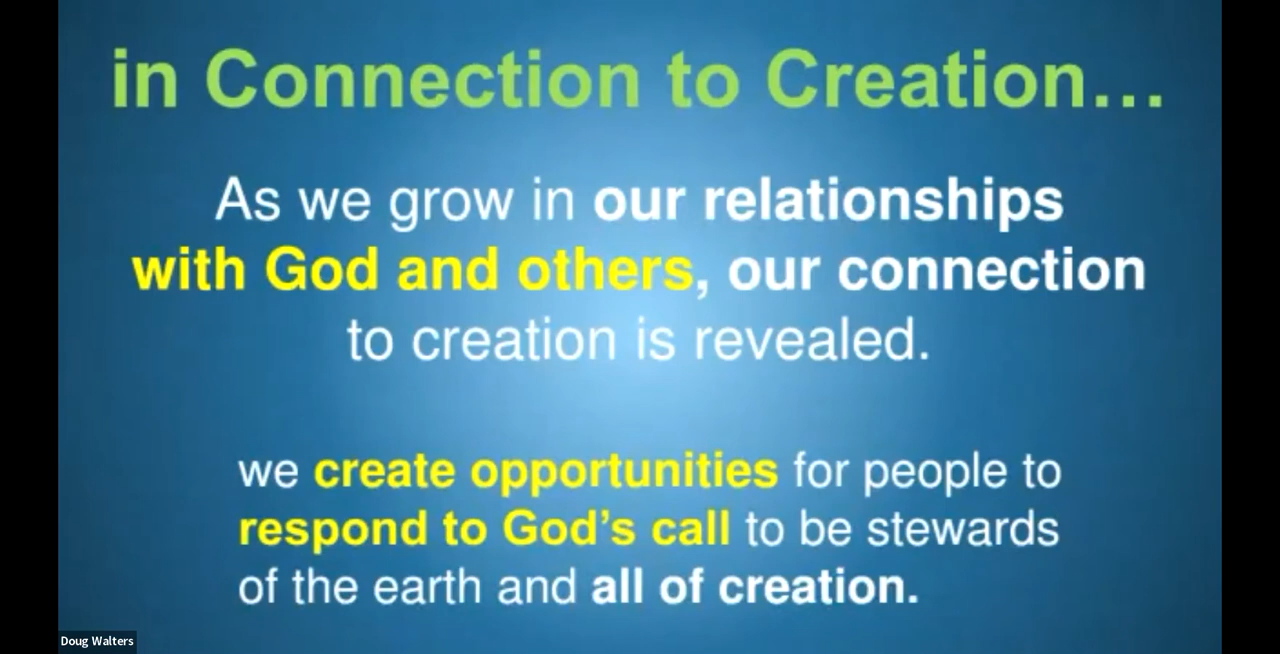 in Connection to Creation…
As we grow in our relationships
with God and others, our connection
to creation is revealed.
we create opportunities for people to
respond to God’s call to be stewards
of the earth and all of creation.
Doug Walters